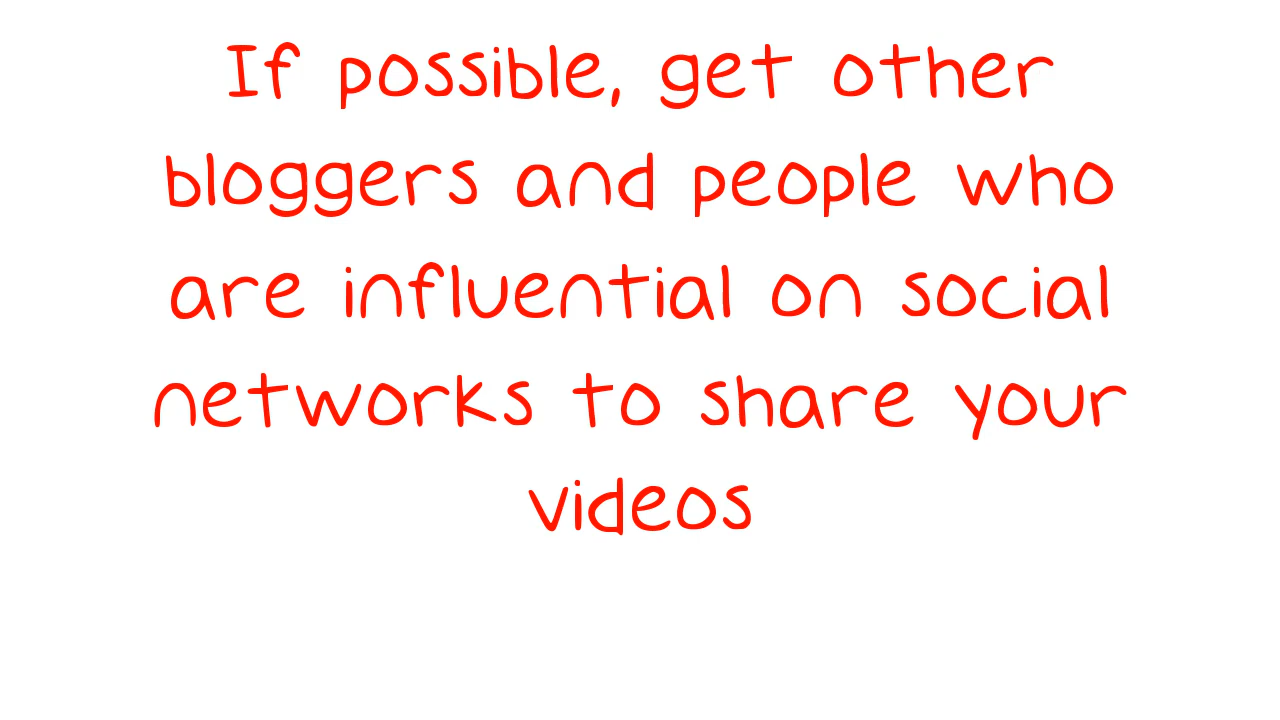 If possible, get other
bloggers and people who
are influential on social
networks to share your
videos